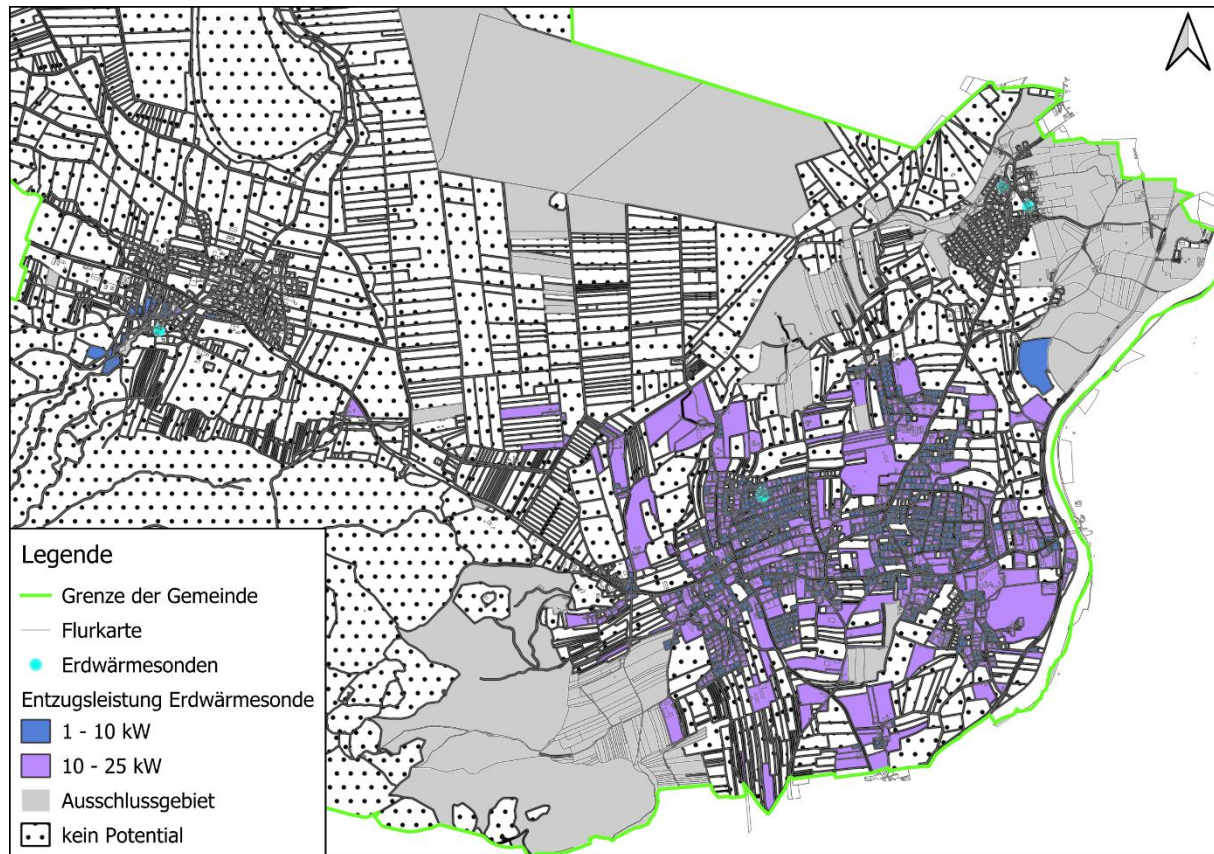 Legende
Grenze der Gemeinde
Flurkarte
Erdwärmesonden
Entzugsleistung Erdwärmesonde
1 - 10 kW
10 - 25 kW
Ausschlussgebiet
kein Potential